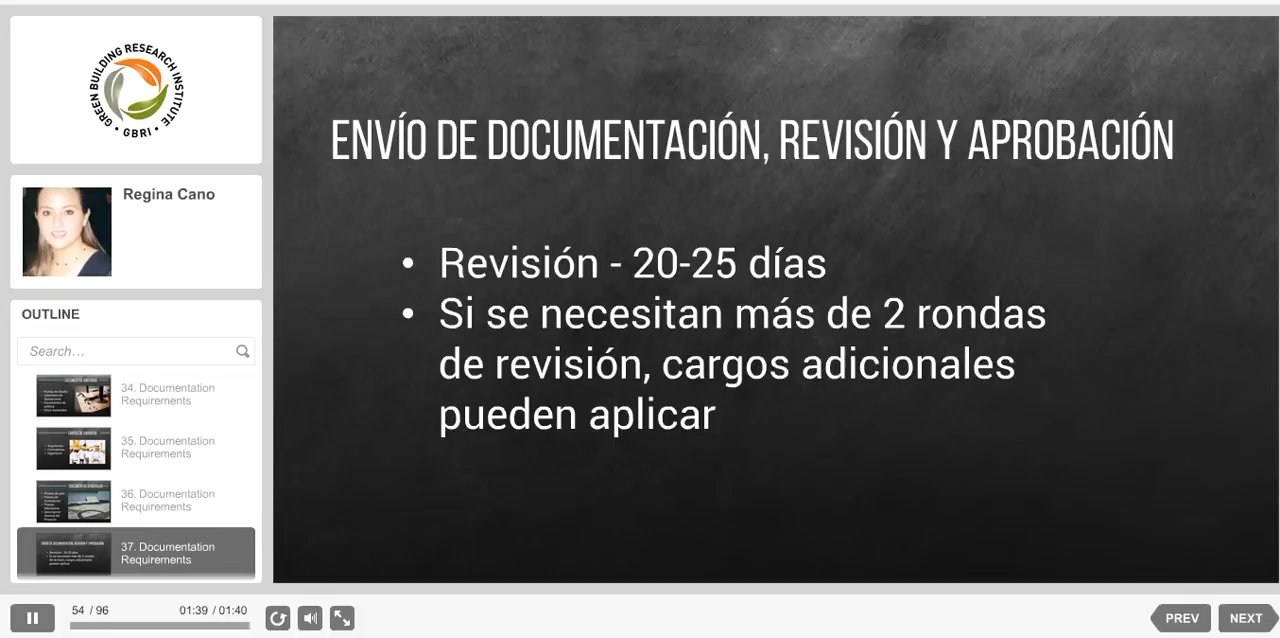 GREEN BUILDING RESEARCH INSTITUTE
• GBRI •
Regina Cano
OUTLINE
Search...
34. Documentation
Requirements
35. Documentation
Requirements
36. Documentation
Requirements
37. Documentation
Requirements
ENVÍO DE DOCUMENTACIÓN, REVISIÓN Y APROBACIÓN
• Revisión - 20-25 días
• Si se necesitan más de 2 rondas
de revisión, cargos adicionales
pueden aplicar
54 / 96
01:39 / 01:40
PREV
NEXT